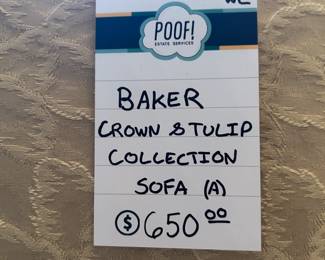 POOF!
ESTATE SERVICES
BAKER
CROWN & TULIP
COLLECTION
SOFA (A)
$ 650 00